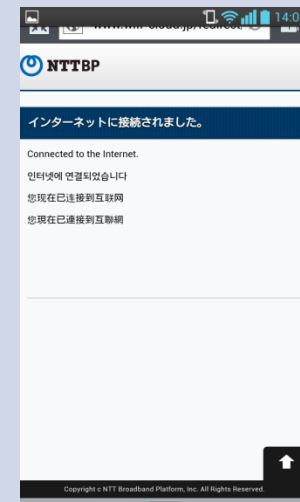 14:0
NTTBP
インターネットに接続されました。
Connected to the Internet.
인터넷에 연결되었습니다
您现在已连接到互联网
您現在已連接到互聯網
Copyright c NTT Broadband Platform, Inc. All Rights Reserved.